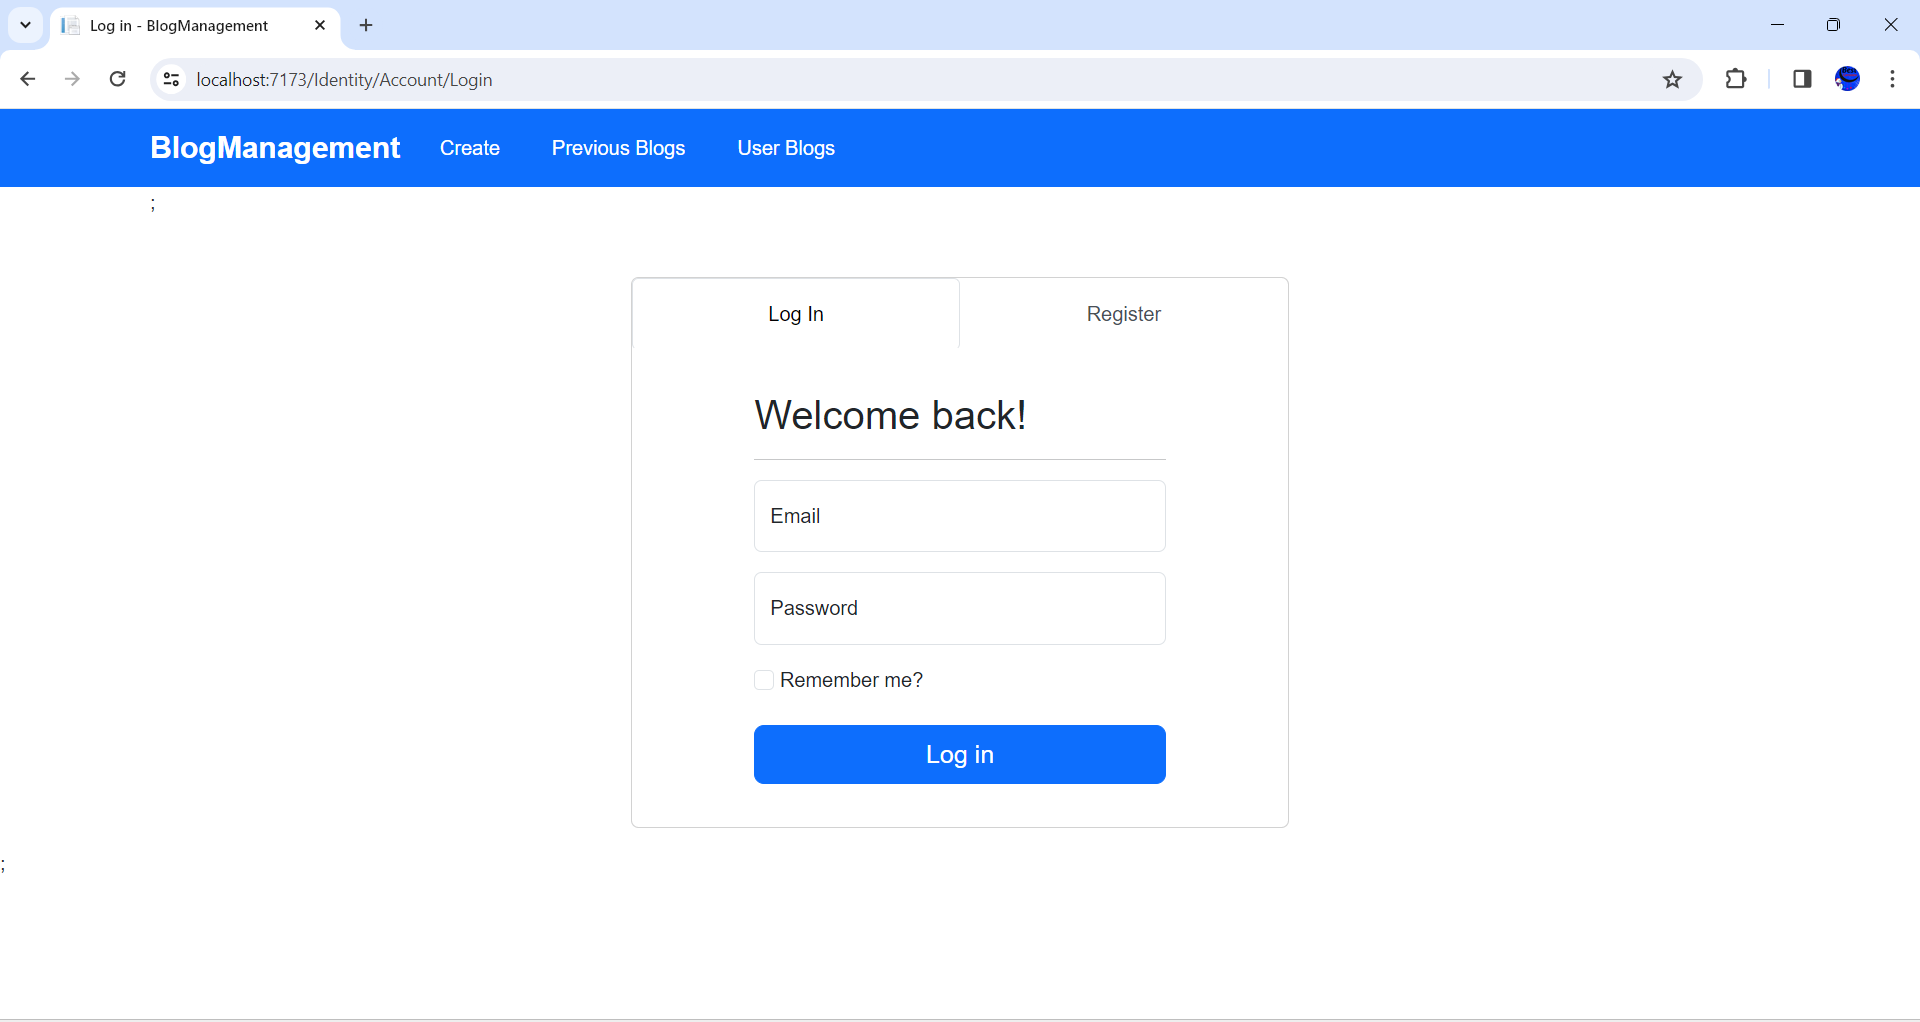 Log in - BlogManagement
localhost:7173/Identity/Account/Login
BlogManagement Create Previous Blogs User Blogs
;
Log In Register
Welcome back!
Email
Password
Remember me?
Log in
;